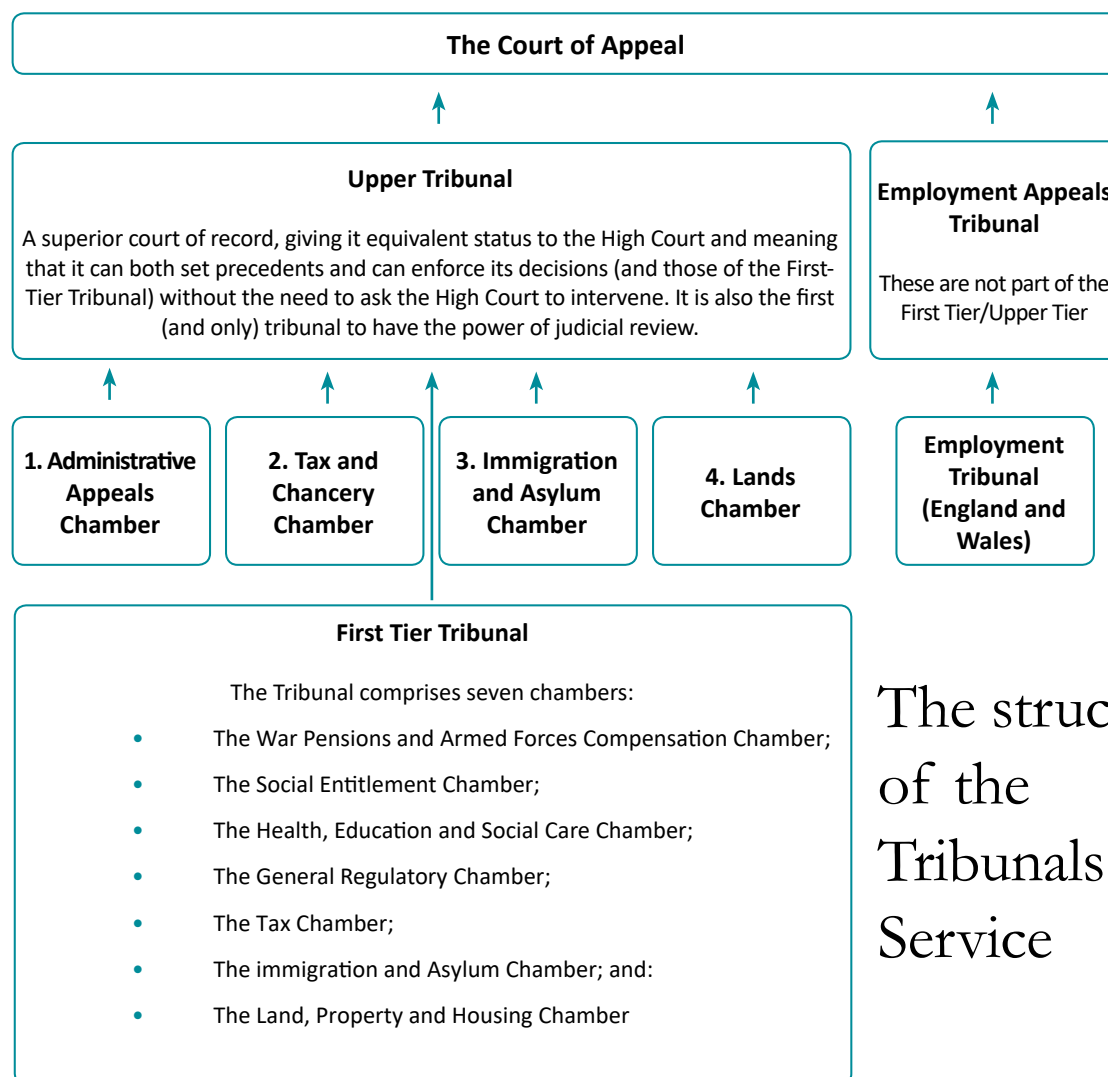 The Court of Appeal
Upper Tribunal
A superior court of record, giving it equivalent status to the High Court and meaning
that it can both set precedents and can enforce its decisions (and those of the First-
Tier Tribunal) without the need to ask the High Court to intervene. It is also the first
(and only) tribunal to have the power of judicial review.
Employment Appeals
Tribunal
These are not part of the
First Tier/Upper Tier
1. Administrative
Appeals
Chamber
2. Tax and
Chancery
Chamber
3. Immigration
and Asylum
Chamber
4. Lands
Chamber
Employment
Tribunal
(England and
Wales)
First Tier Tribunal
The Tribunal comprises seven chambers:
• The War Pensions and Armed Forces Compensation Chamber;
• The Social Entitlement Chamber;
• The Health, Education and Social Care Chamber;
• The General Regulatory Chamber;
• The Tax Chamber;
• The immigration and Asylum Chamber; and:
• The Land, Property and Housing Chamber
The struc
of the
Tribunals
Service